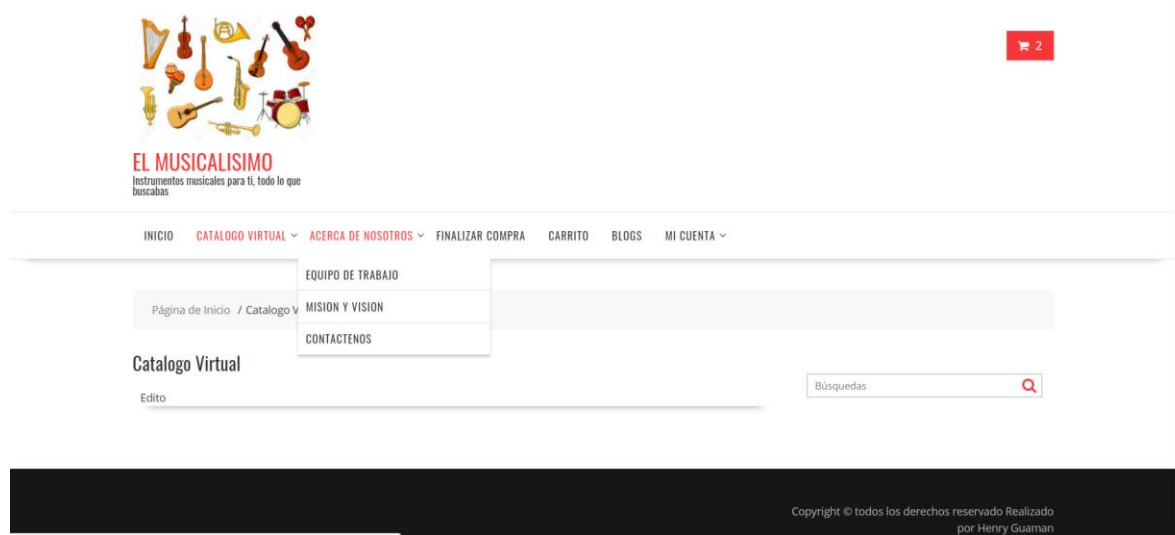 2
EL MUSICALISIMO
Instrumentos musicales para ti, todo lo que
buscabas
INICIO CATALOGO VIRTUAL ACERCA DE NOSOTROS FINALIZAR COMPRA CARRITO BLOGS MI CUENTA
EQUIPO DE TRABAJO
Página de Inicio / Catalogo V
MISION Y VISION
CONTACTENOS
Catalogo Virtual
Búsquedas
Edito
Copyright © todos los derechos reservado Realizado
por Henry Guaman